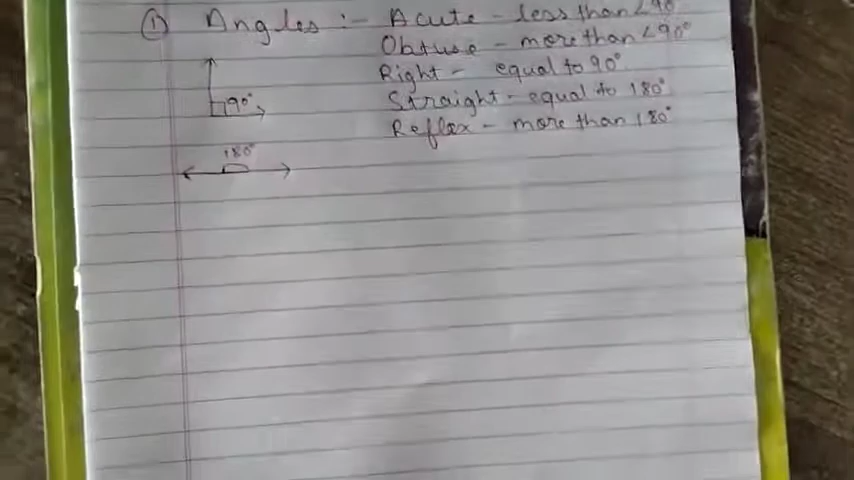 ① Angles :- Acute - less than ∠90°
Obtuse - more than ∠90°
Right - equal to 90°
90°
Straight - equal to 180°
Reflex - more than 180°
180°